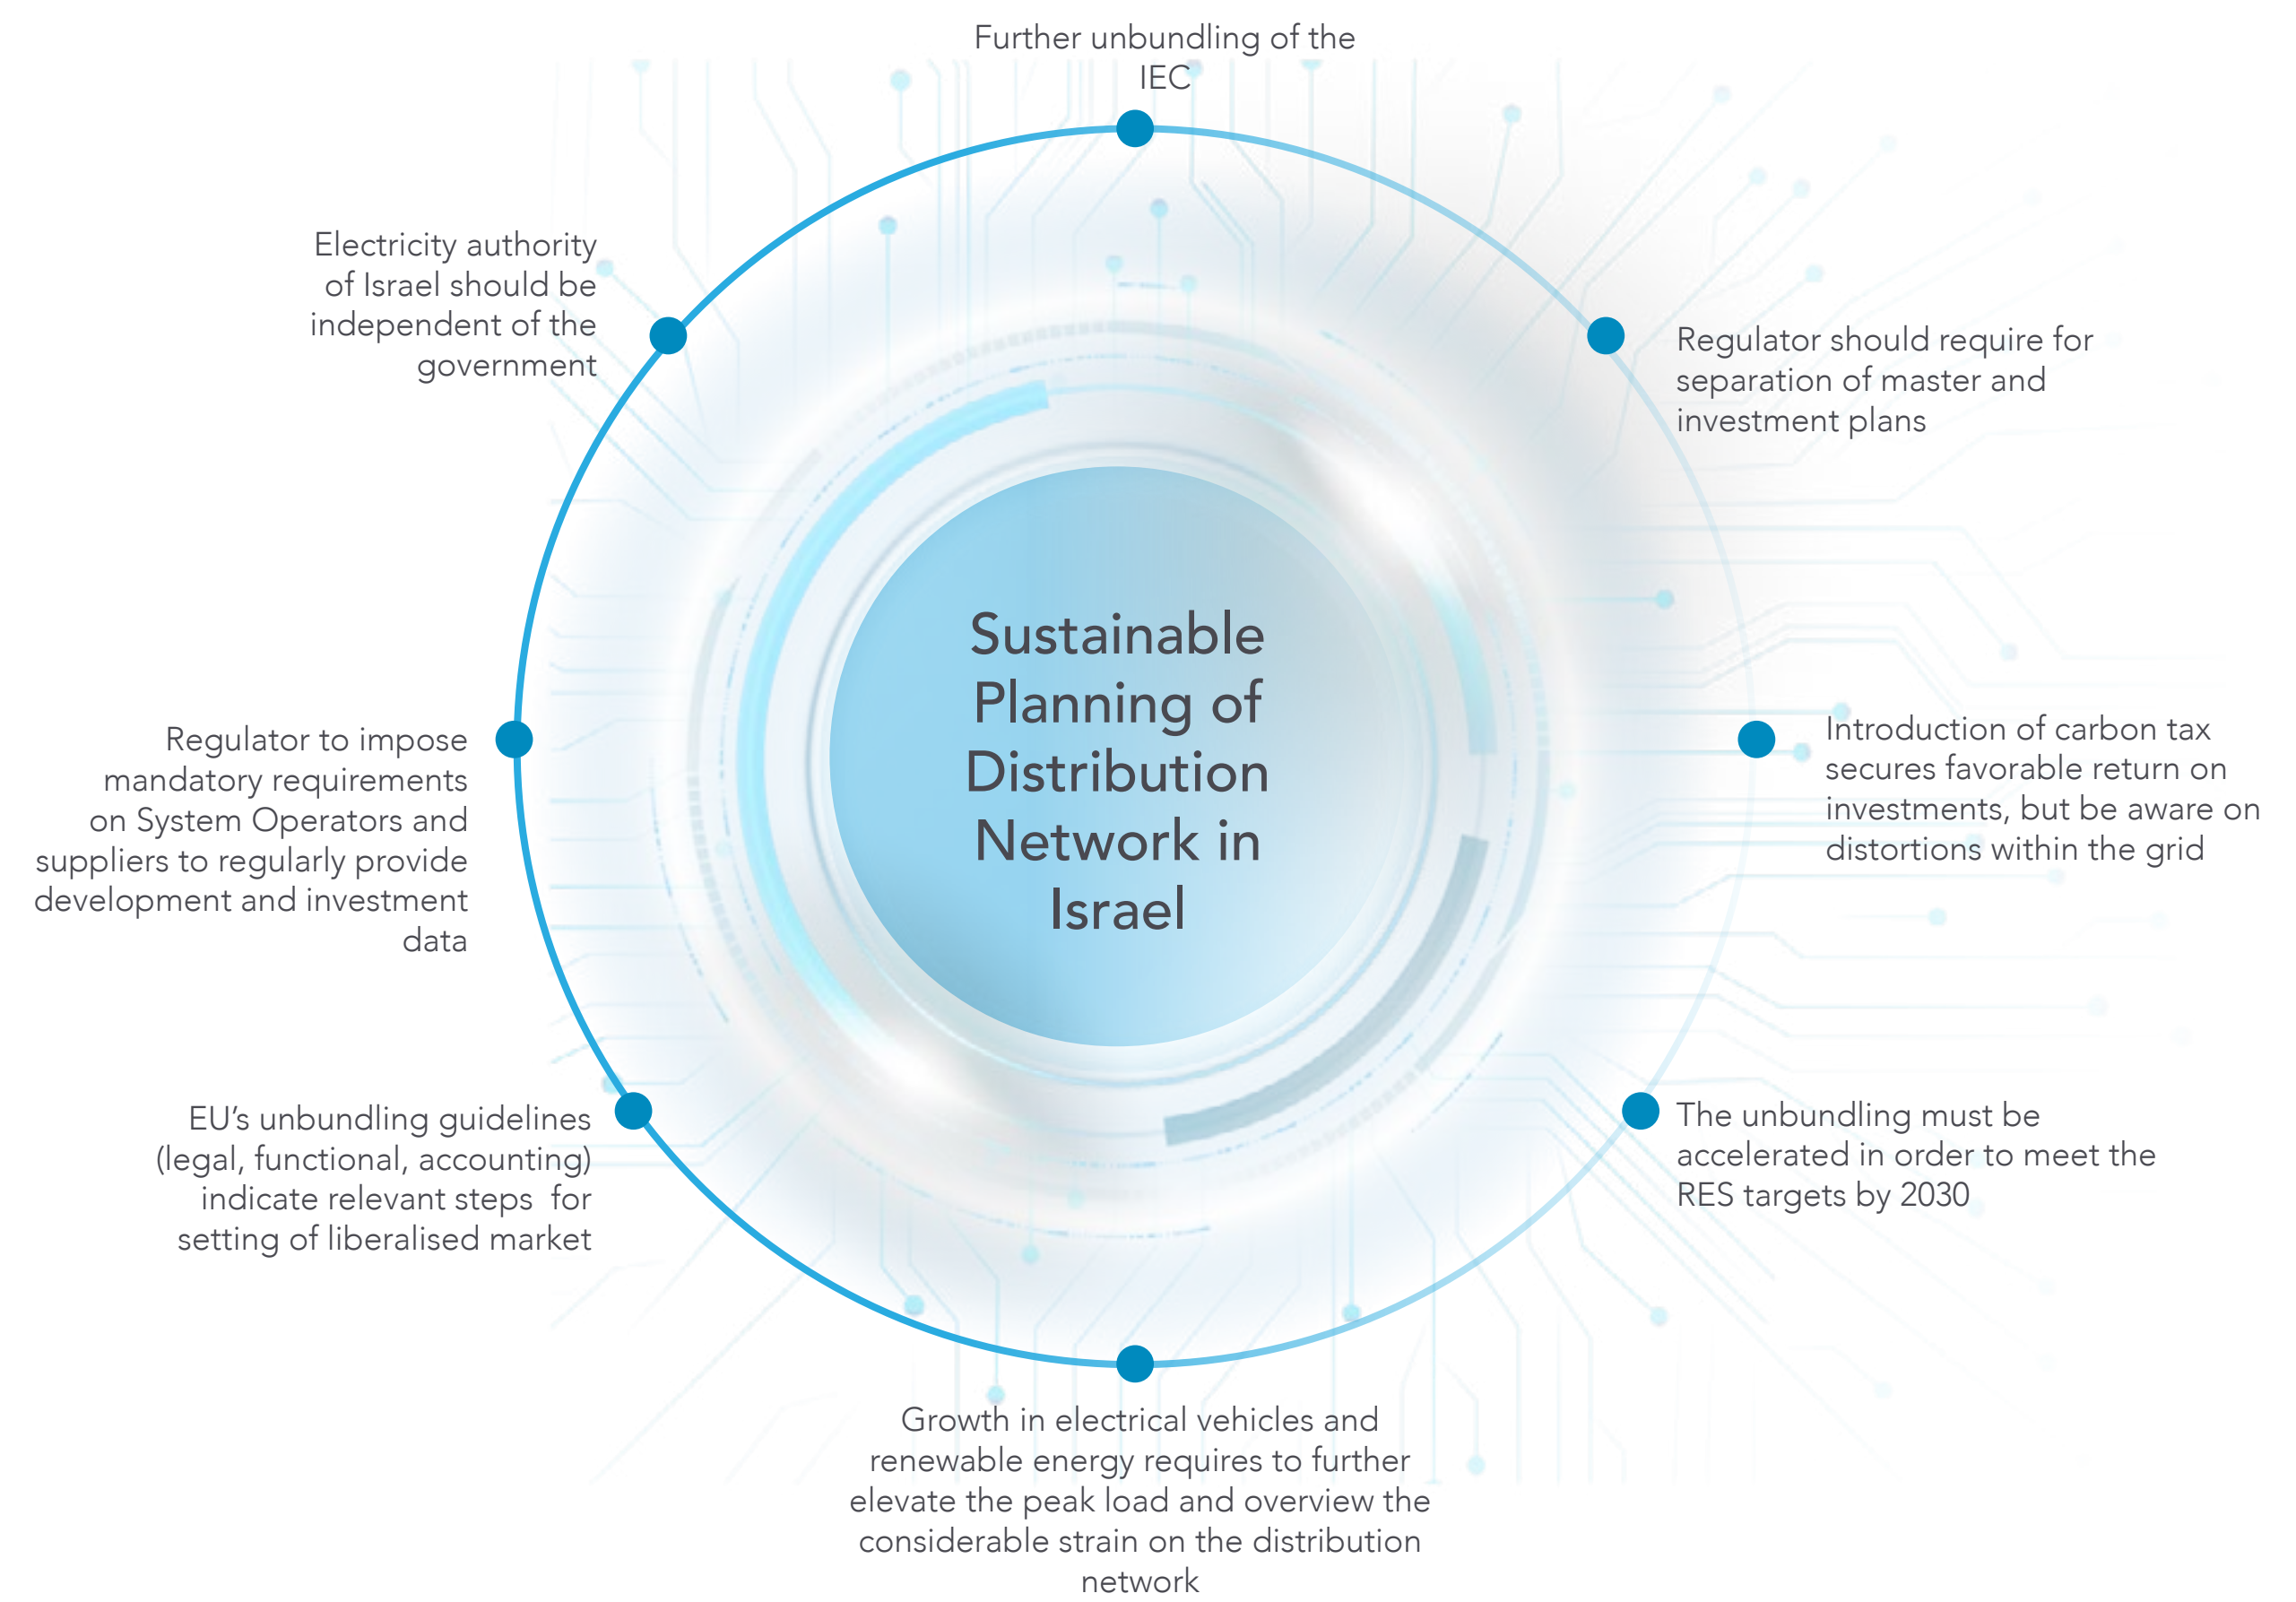 Further unbundling of the
IEC
Regulator should require for
separation of master and
investment plans
Introduction of carbon tax
secures favorable return on
investments, but be aware on
distortions within the grid
The unbundling must be
accelerated in order to meet the
RES targets by 2030
Growth in electrical vehicles and
renewable energy requires to further
elevate the peak load and overview the
considerable strain on the distribution
network
EU’s unbundling guidelines
(legal, functional, accounting)
indicate relevant steps  for
setting of liberalised market
Regulator to impose
mandatory requirements
on System Operators and
suppliers to regularly provide
development and investment
data
Electricity authority
of Israel should be
independent of the
government
Sustainable
Planning of
Distribution
Network in
Israel